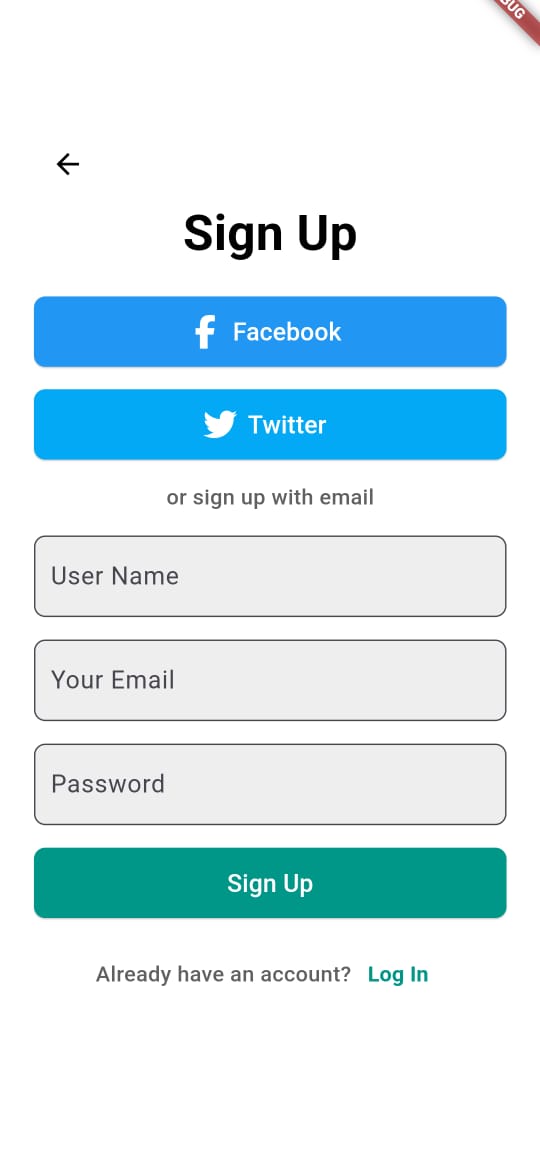 Sign Up
Facebook
Twitter
or sign up with email
User Name
Your Email
Password
Sign Up
Already have an account? Log In